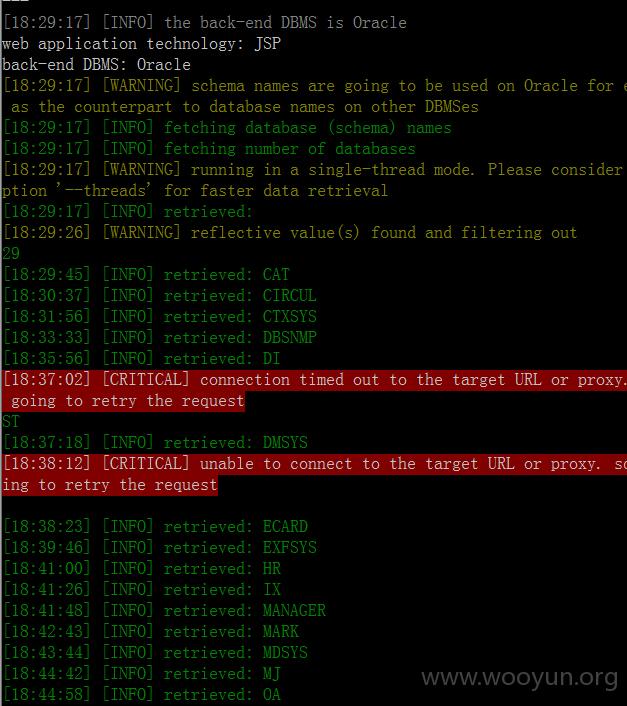 [18:29:17] [INFO] the back-end DBMS is Oracle
web application technology: JSP
back-end DBMS: Oracle
[18:29:17] [WARNING] schema names are going to be used on Oracle for e
as the counterpart to database names on other DBMSes
[18:29:17] [INFO] fetching database (schema) names
[18:29:17] [INFO] fetching number of databases
[18:29:17] [WARNING] running in a single-thread mode. Please consider
ption '--threads' for faster data retrieval
[18:29:17] [INFO] retrieved:
[18:29:26] [WARNING] reflective value(s) found and filtering out
29
[18:29:45] [INFO] retrieved: CAT
[18:30:37] [INFO] retrieved: CIRCUL
[18:31:56] [INFO] retrieved: CTXSYS
[18:33:33] [INFO] retrieved: DBSNMP
[18:35:56] [INFO] retrieved: DI
[18:37:02] [CRITICAL] connection timed out to the target URL or proxy.
going to retry the request
ST
[18:37:18] [INFO] retrieved: DMSYS
[18:38:12] [CRITICAL] unable to connect to the target URL or proxy. sq
ing to retry the request
[18:38:23] [INFO] retrieved: ECARD
[18:39:46] [INFO] retrieved: EXFSYS
[18:41:00] [INFO] retrieved: HR
[18:41:26] [INFO] retrieved: IX
[18:41:48] [INFO] retrieved: MANAGER
[18:42:43] [INFO] retrieved: MARK
[18:43:44] [INFO] retrieved: MDSYS
[18:44:42] [INFO] retrieved: MJ
[18:44:58] [INFO] retrieved: OA
www.wooyun.org